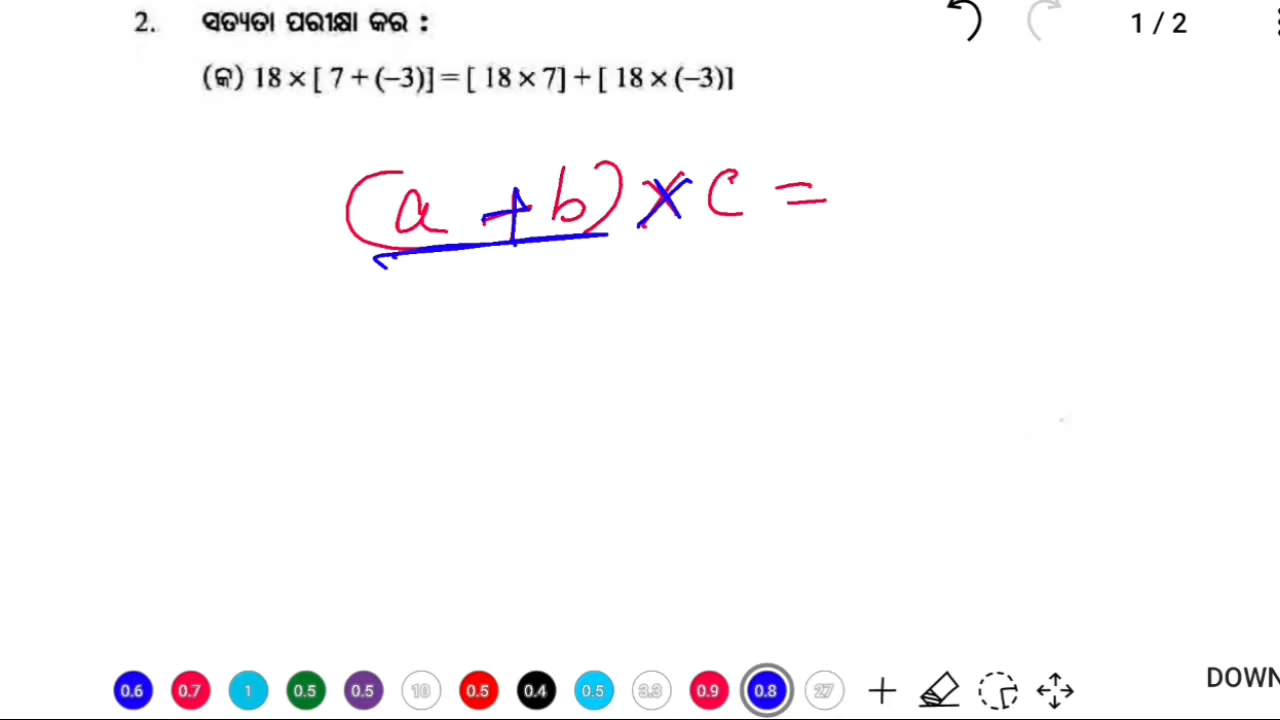 2. ସତ୍ୟତା ପରୀକ୍ଷା କର :
1 / 2
(କ) 18 × [ 7 + (–3)] = [ 18 × 7] + [ 18 × (–3)]
(a + b) × c =
0.6 0.7 1 0.5 0.5 10 0.5 0.4 0.5 3.3 0.9 0.8 27
DOWN